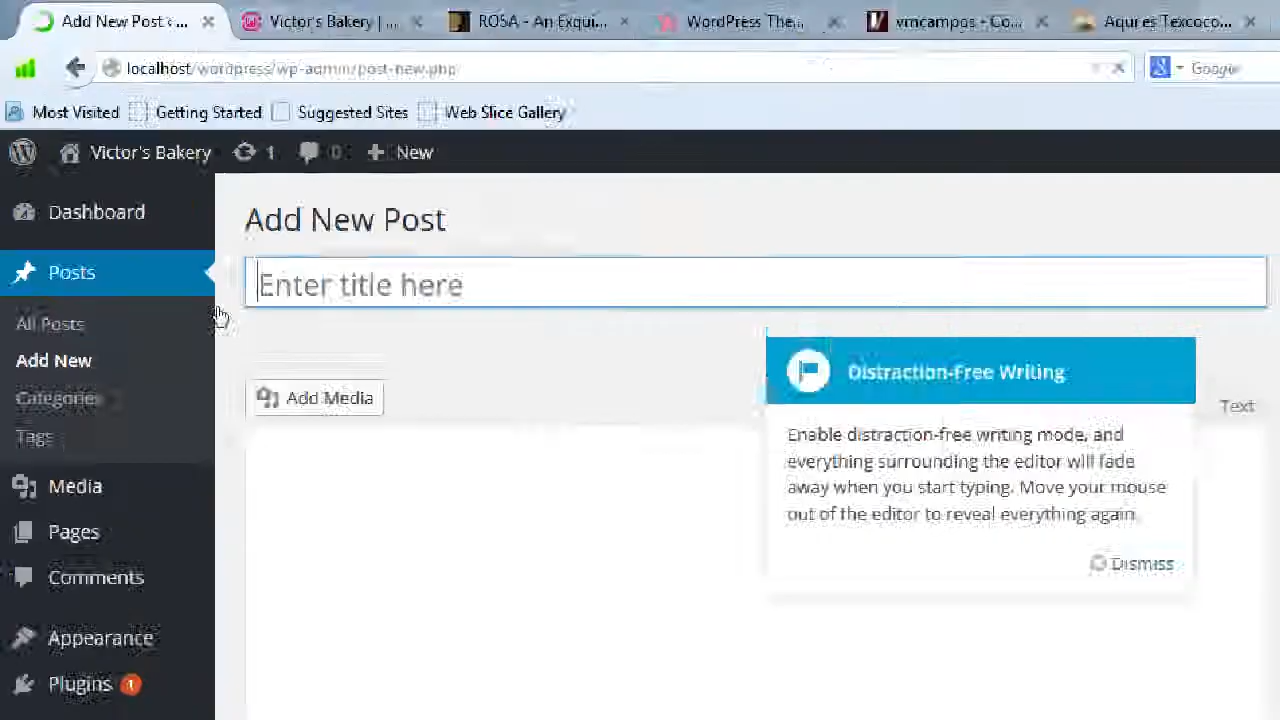 Add New Post ‹ ... Victor's Bakery | ... ROSA - An Exqui... WordPress The... vmcampos - Co... Aquires Texcoco...
localhost/wordpress/wp-admin/post-new.php Google
Most Visited Getting Started Suggested Sites Web Slice Gallery
Victor's Bakery 1 0 New
Dashboard
Posts
All Posts
Add New
Categories
Tags
Media
Pages
Comments
Appearance
Plugins 1
Add New Post
Enter title here
Add Media
Text
Distraction-Free Writing
Enable distraction-free writing mode, and
everything surrounding the editor will fade
away when you start typing. Move your mouse
out of the editor to reveal everything again.
Dismiss